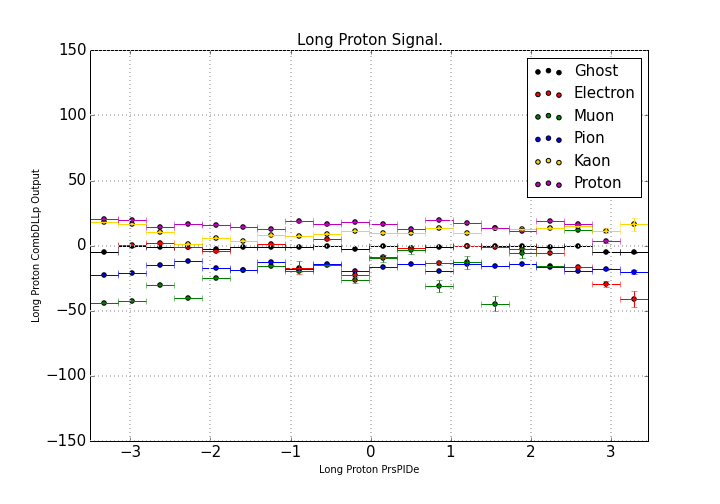 Long Proton Signal.
150
100
50
0
−50
−100
−150
Long Proton CombDLLp Output
Ghost
Electron
Muon
Pion
Kaon
Proton
−3 −2 −1 0 1 2 3
Long Proton PrsPIDe